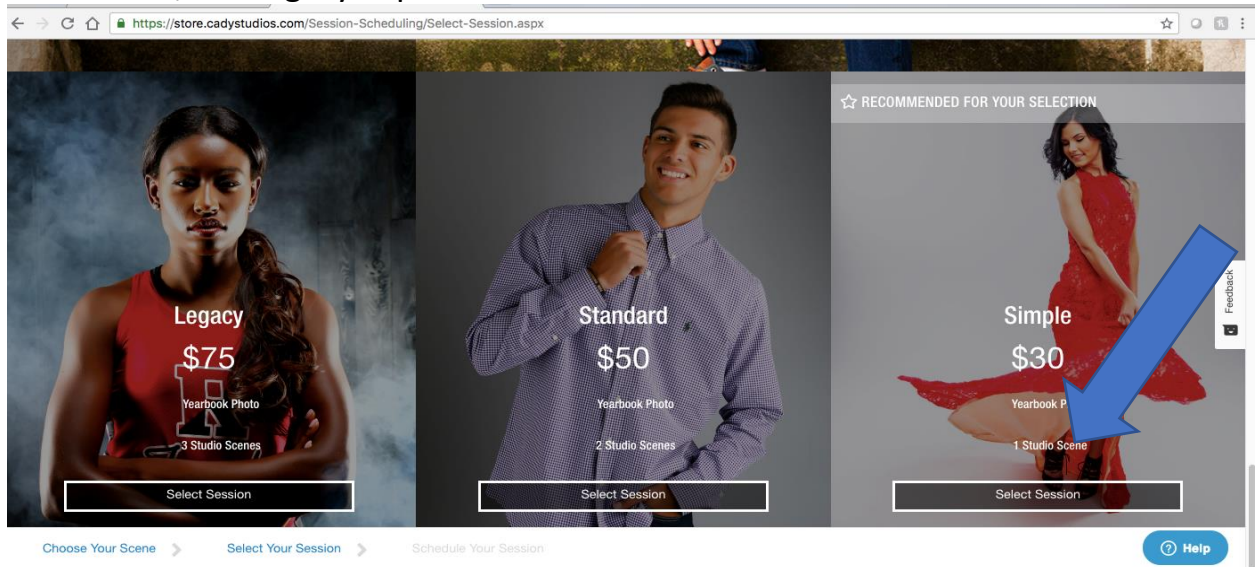 https://store.cadystudios.com/Session-Scheduling/Select-Session.aspx
RECOMMENDED FOR YOUR SELECTION
Legacy
$75
Yearbook Photo
3 Studio Scenes
Select Session
Standard
$50
Yearbook Photo
2 Studio Scenes
Select Session
Simple
$30
Yearbook P
1 Studio Scene
Select Session
Feedback
Choose Your Scene
Select Your Session
Schedule Your Session
Help